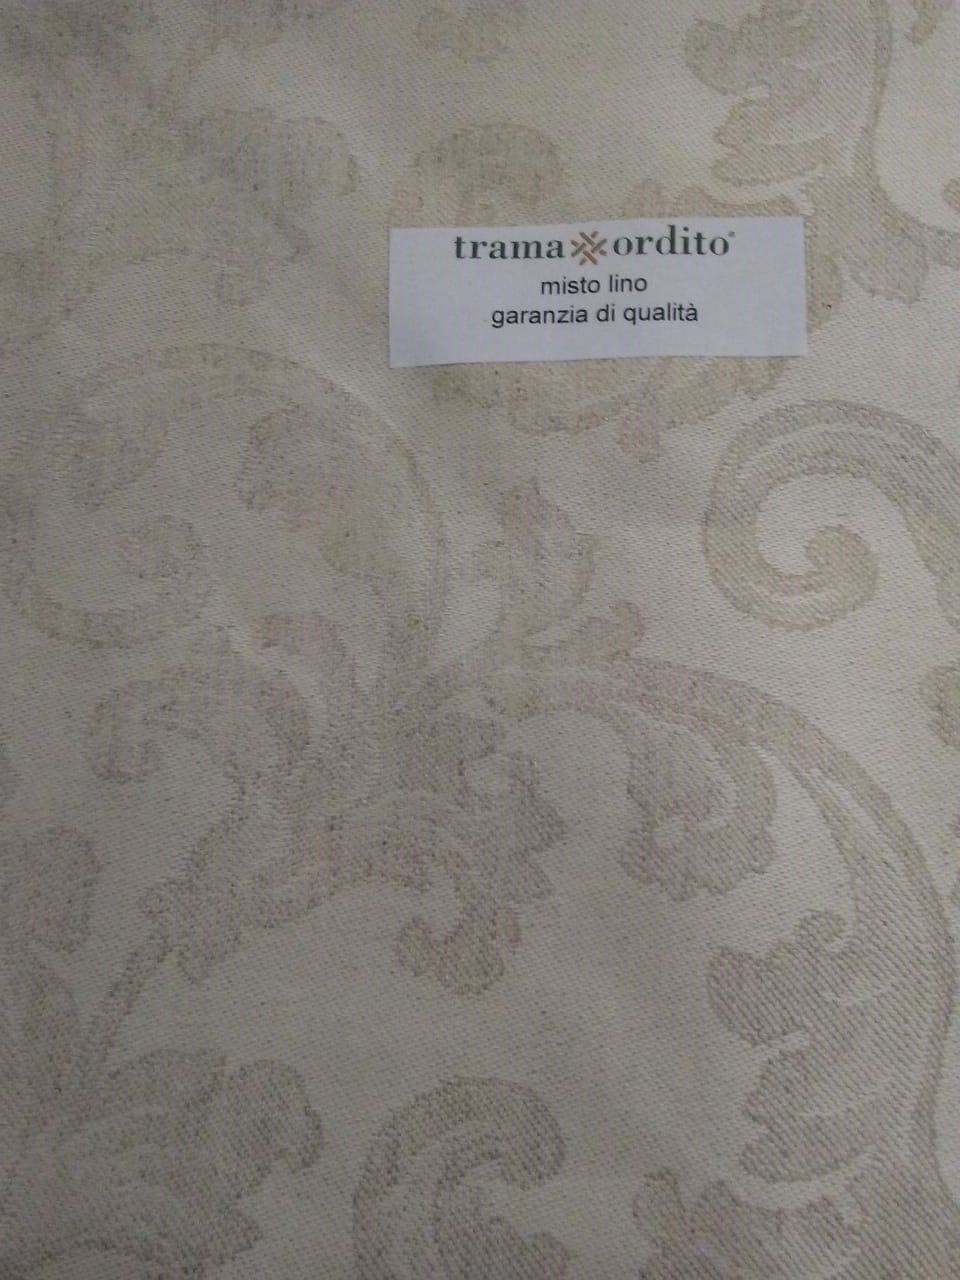 trama ordito®
misto lino
garanzia di qualità